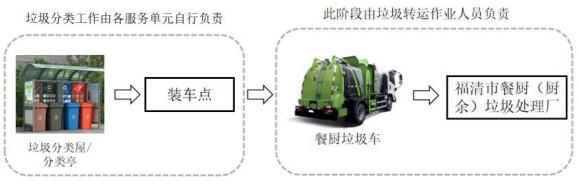 垃圾分类工作由各服务单元自行负责
此阶段由垃圾转运作业人员负责
垃圾分类屋/
分类亭
装车点
餐厨垃圾车
福清市餐厨（厨
余）垃圾处理厂